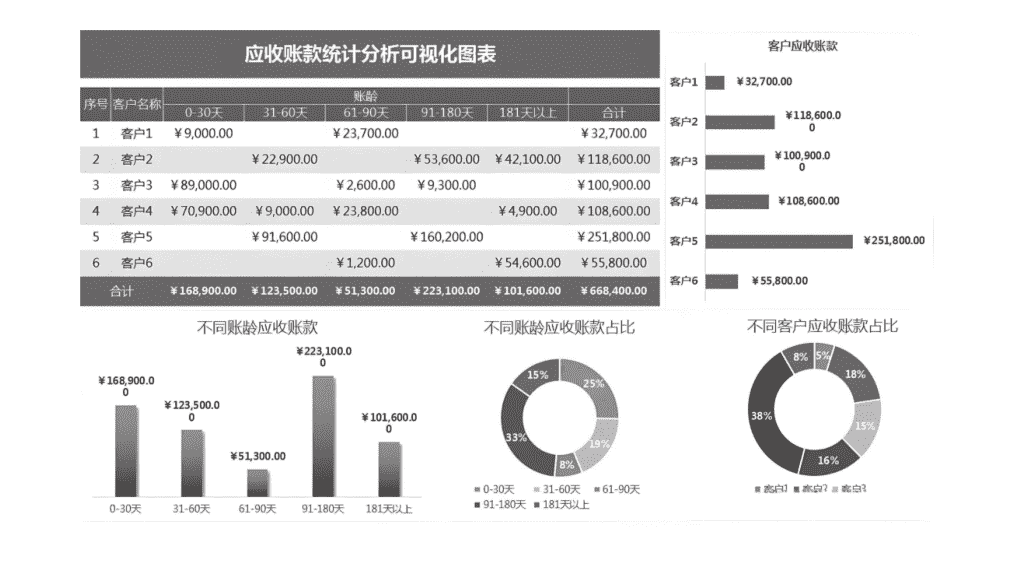 应收账款统计分析可视化图表
序号 客户名称 账龄
0-30天 31-60天 61-90天 91-180天 181天以上 合计
1 客户1 ￥9,000.00 ￥23,700.00 ￥32,700.00
2 客户2 ￥22,900.00 ￥53,600.00 ￥42,100.00 ￥118,600.00
3 客户3 ￥89,000.00 ￥2,600.00 ￥9,300.00 ￥100,900.00
4 客户4 ￥70,900.00 ￥9,000.00 ￥23,800.00 ￥4,900.00 ￥108,600.00
5 客户5 ￥91,600.00 ￥160,200.00 ￥251,800.00
6 客户6 ￥1,200.00 ￥54,600.00 ￥55,800.00
合计 ￥168,900.00 ￥123,500.00 ￥51,300.00 ￥223,100.00 ￥101,600.00 ￥668,400.00
客户应收账款
客户1 ￥32,700.00
客户2 ￥118,600.0
0
客户3 ￥100,900.0
0
客户4 ￥108,600.00
客户5 ￥251,800.00
客户6 ￥55,800.00
不同账龄应收账款
￥168,900.0
0
￥123,500.0
0
￥51,300.00
￥223,100.0
0
￥101,600.0
0
0-30天 31-60天 61-90天 91-180天 181天以上
不同账龄应收账款占比
15% 25%
33% 19%
8%
0-30天 31-60天 61-90天
91-180天 181天以上
不同客户应收账款占比
8% 5%
18%
38% 15%
16%
客户1 客户2 客户3